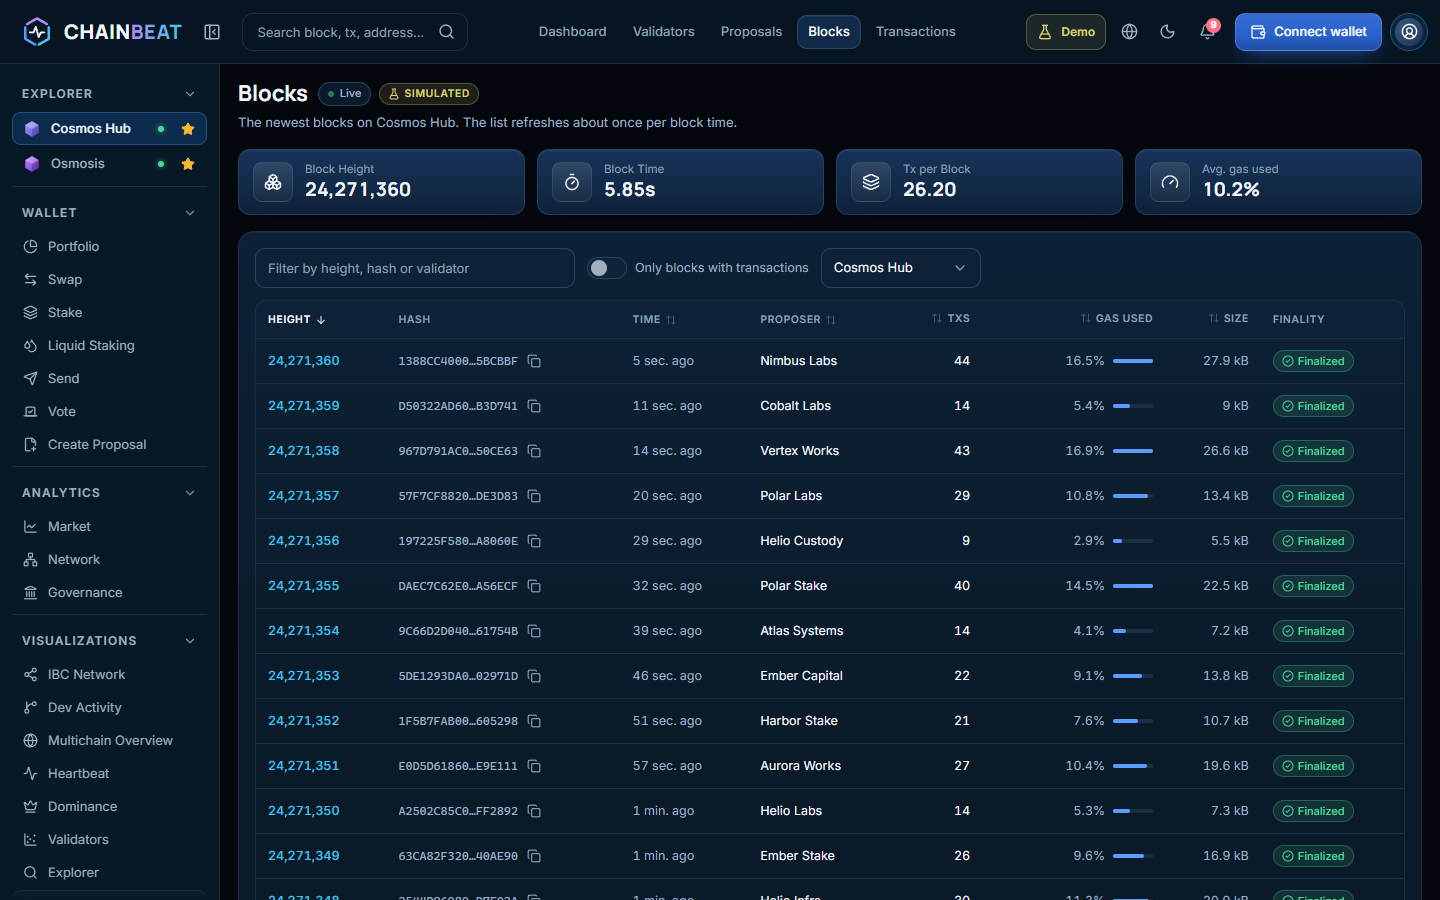 CHAINBEAT
Search block, tx, address...
Dashboard
Validators
Proposals
Blocks
Transactions
Demo
9
Connect wallet
EXPLORER
Cosmos Hub
Osmosis
WALLET
Portfolio
Swap
Stake
Liquid Staking
Send
Vote
Create Proposal
ANALYTICS
Market
Network
Governance
VISUALIZATIONS
IBC Network
Dev Activity
Multichain Overview
Heartbeat
Dominance
Validators
Explorer
Blocks Live SIMULATED
The newest blocks on Cosmos Hub. The list refreshes about once per block time.
Block Height
24,271,360
Block Time
5.85s
Tx per Block
26.20
Avg. gas used
10.2%
Filter by height, hash or validator
Only blocks with transactions
Cosmos Hub
HEIGHT HASH TIME PROPOSER TXS GAS USED SIZE FINALITY
24,271,360 1388CC4000…5BCBBF 5 sec. ago Nimbus Labs 44 16.5% 27.9 kB Finalized
24,271,359 D50322AD60…B3D741 11 sec. ago Cobalt Labs 14 5.4% 9 kB Finalized
24,271,358 967D791AC0…50CE63 14 sec. ago Vertex Works 43 16.9% 26.6 kB Finalized
24,271,357 57F7CF8820…DE3D83 20 sec. ago Polar Labs 29 10.8% 13.4 kB Finalized
24,271,356 197225F580…A8060E 29 sec. ago Helio Custody 9 2.9% 5.5 kB Finalized
24,271,355 DAEC7C62E0…A56ECF 32 sec. ago Polar Stake 40 14.5% 22.5 kB Finalized
24,271,354 9C66D2D040…61754B 39 sec. ago Atlas Systems 14 4.1% 7.2 kB Finalized
24,271,353 5DE1293DA0…02971D 46 sec. ago Ember Capital 22 9.1% 13.8 kB Finalized
24,271,352 1F5B7FAB00…605298 51 sec. ago Harbor Stake 21 7.6% 10.7 kB Finalized
24,271,351 E0D5D61860…E9E111 57 sec. ago Aurora Works 27 10.4% 19.6 kB Finalized
24,271,350 A2502C85C0…FF2892 1 min. ago Helio Labs 14 5.3% 7.3 kB Finalized
24,271,349 63CA82F320…40AE90 1 min. ago Ember Stake 26 9.6% 16.9 kB Finalized
24,271,348 1 min. ago Helio Infra Finalized